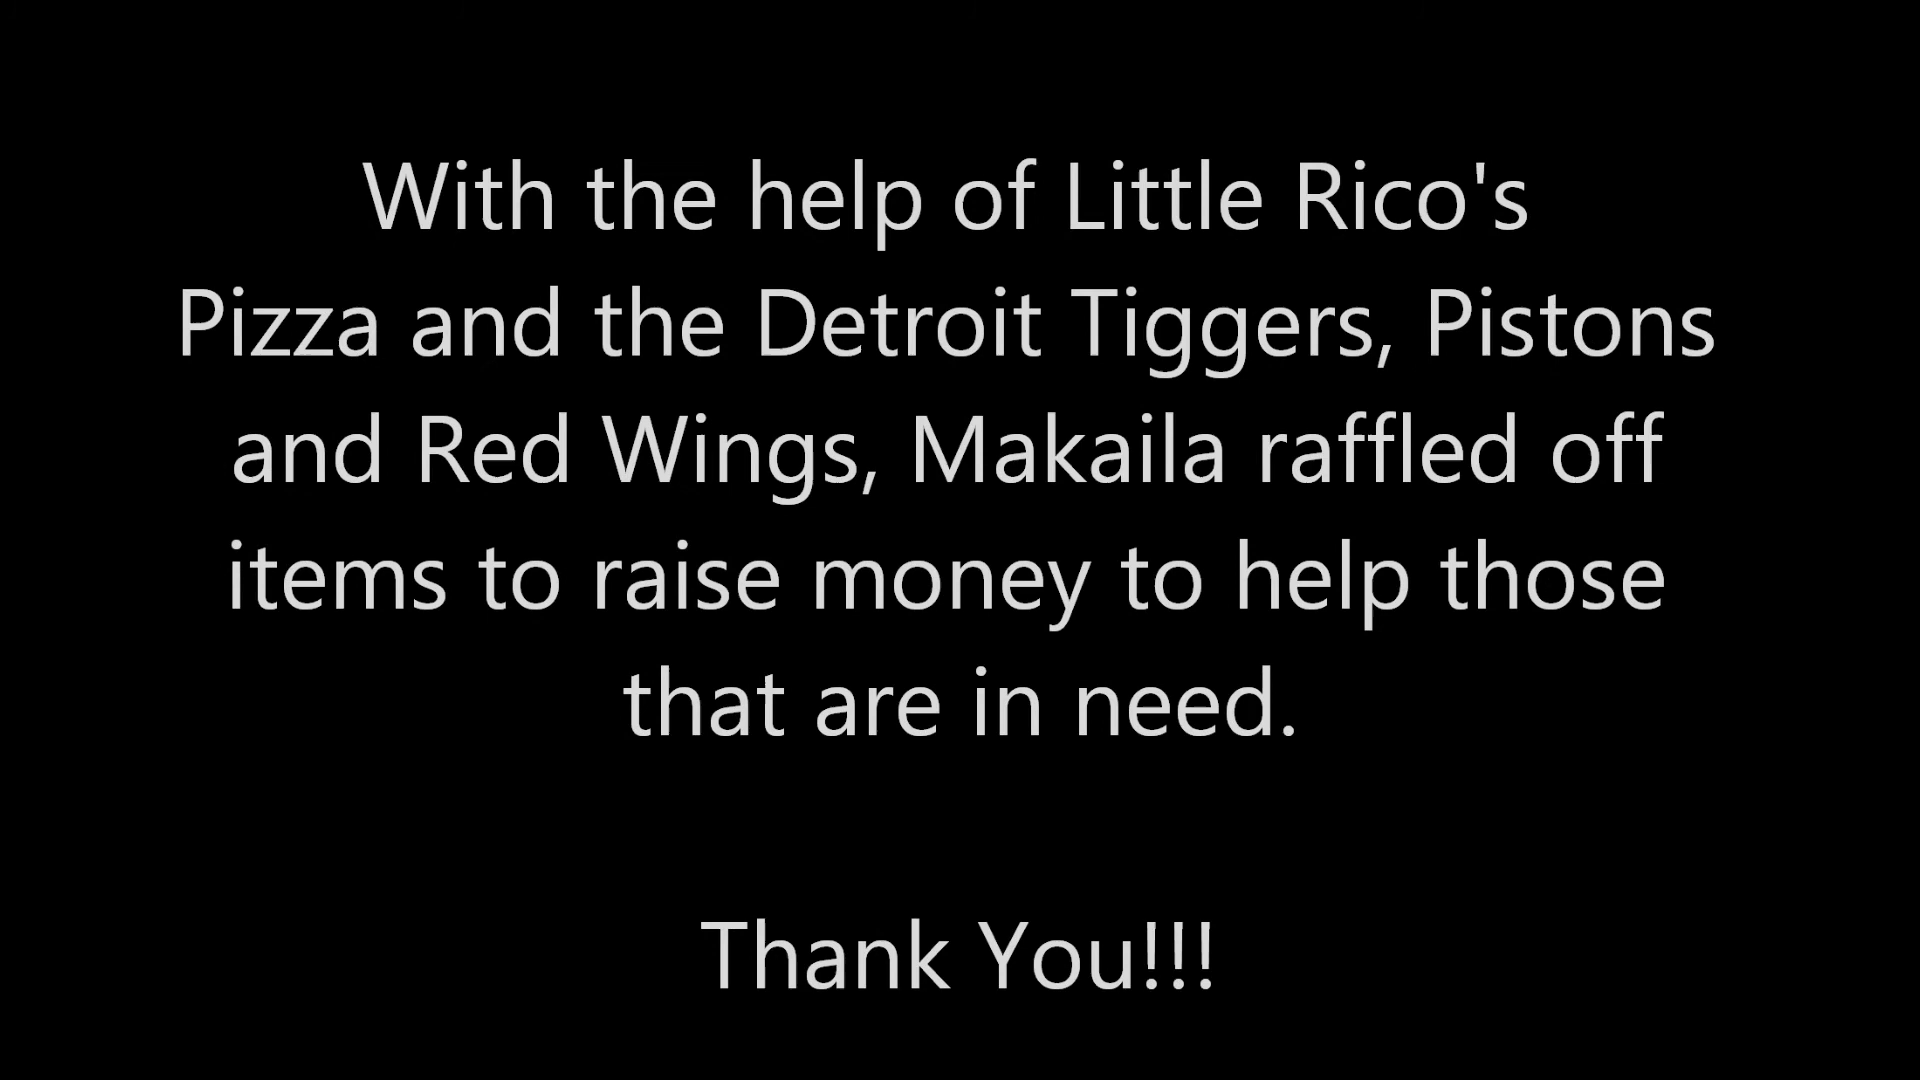 With the help of Little Rico's
Pizza and the Detroit Tiggers, Pistons
and Red Wings, Makaila raffled off
items to raise money to help those
that are in need.
Thank You!!!